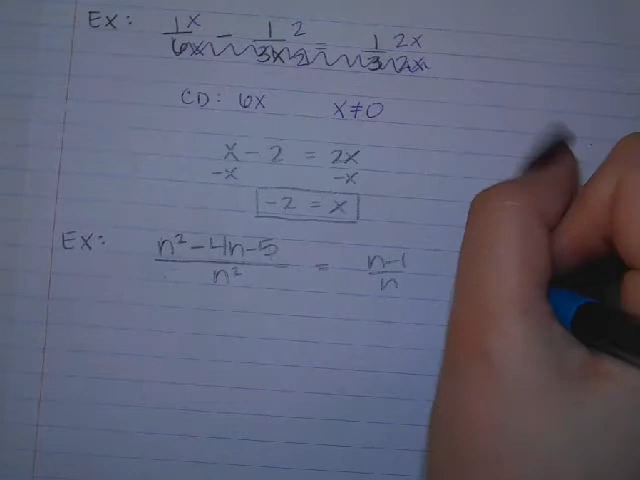 EX: 1x/6x - 1 2/3x·2 = 1 2x/3·2x
CD: 6x x≠0
x - 2 = 2x
-x -x
-2 = x
EX: n²-4n-5/n² = n-1/n